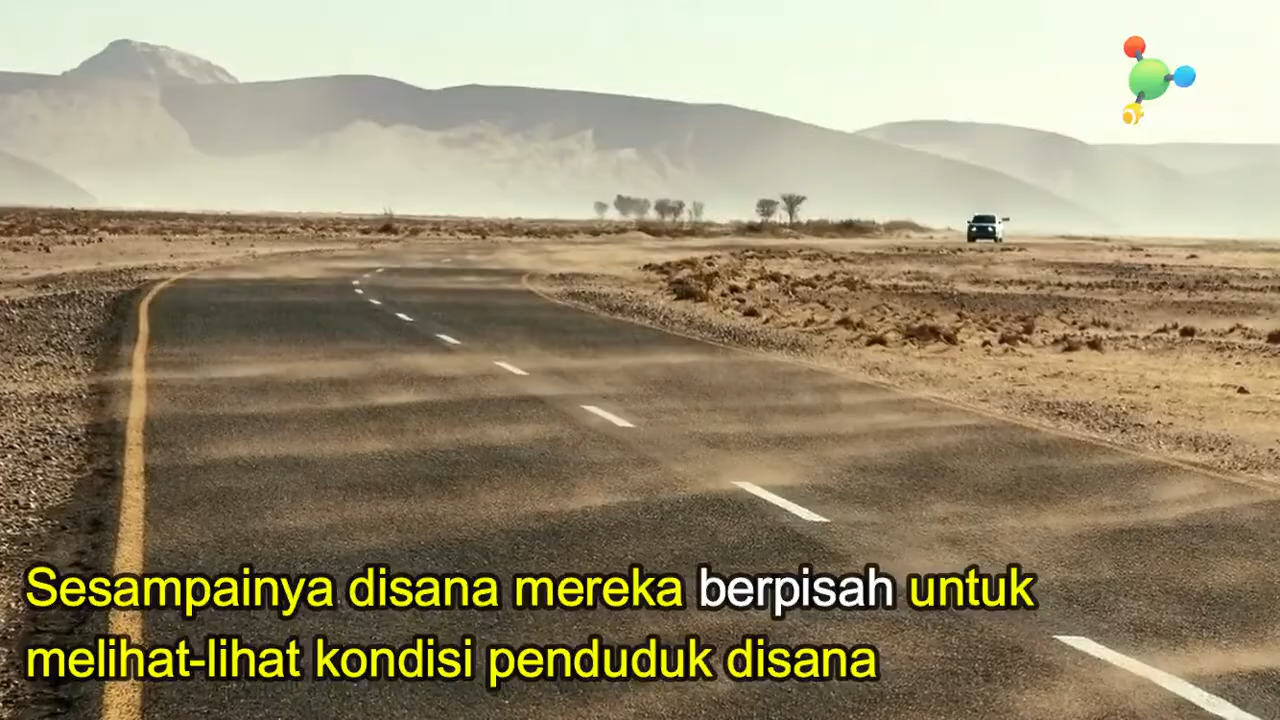 Sesampainya disana mereka berpisah untuk
melihat-lihat kondisi penduduk disana